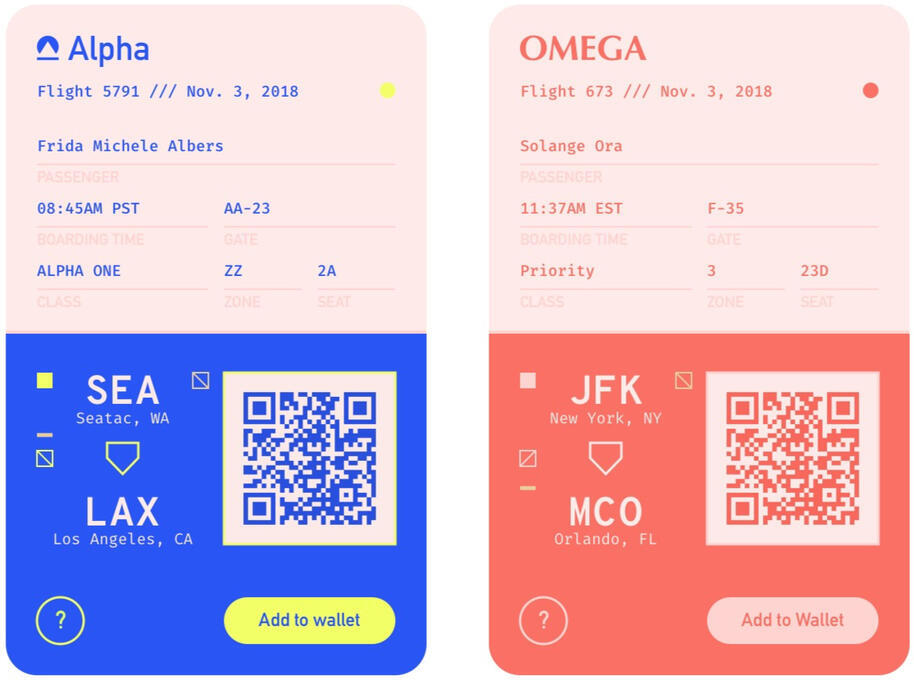 Alpha
Flight 5791 /// Nov. 3, 2018
Frida Michele Albers
PASSENGER
08:45AM PST AA-23
BOARDING TIME GATE
ALPHA ONE ZZ 2A
CLASS ZONE SEAT
SEA
Seatac, WA
LAX
Los Angeles, CA
? Add to wallet
OMEGA
Flight 673 /// Nov. 3, 2018
Solange Ora
PASSENGER
11:37AM EST F-35
BOARDING TIME GATE
Priority 3 23D
CLASS ZONE SEAT
JFK
New York, NY
MCO
Orlando, FL
? Add to Wallet